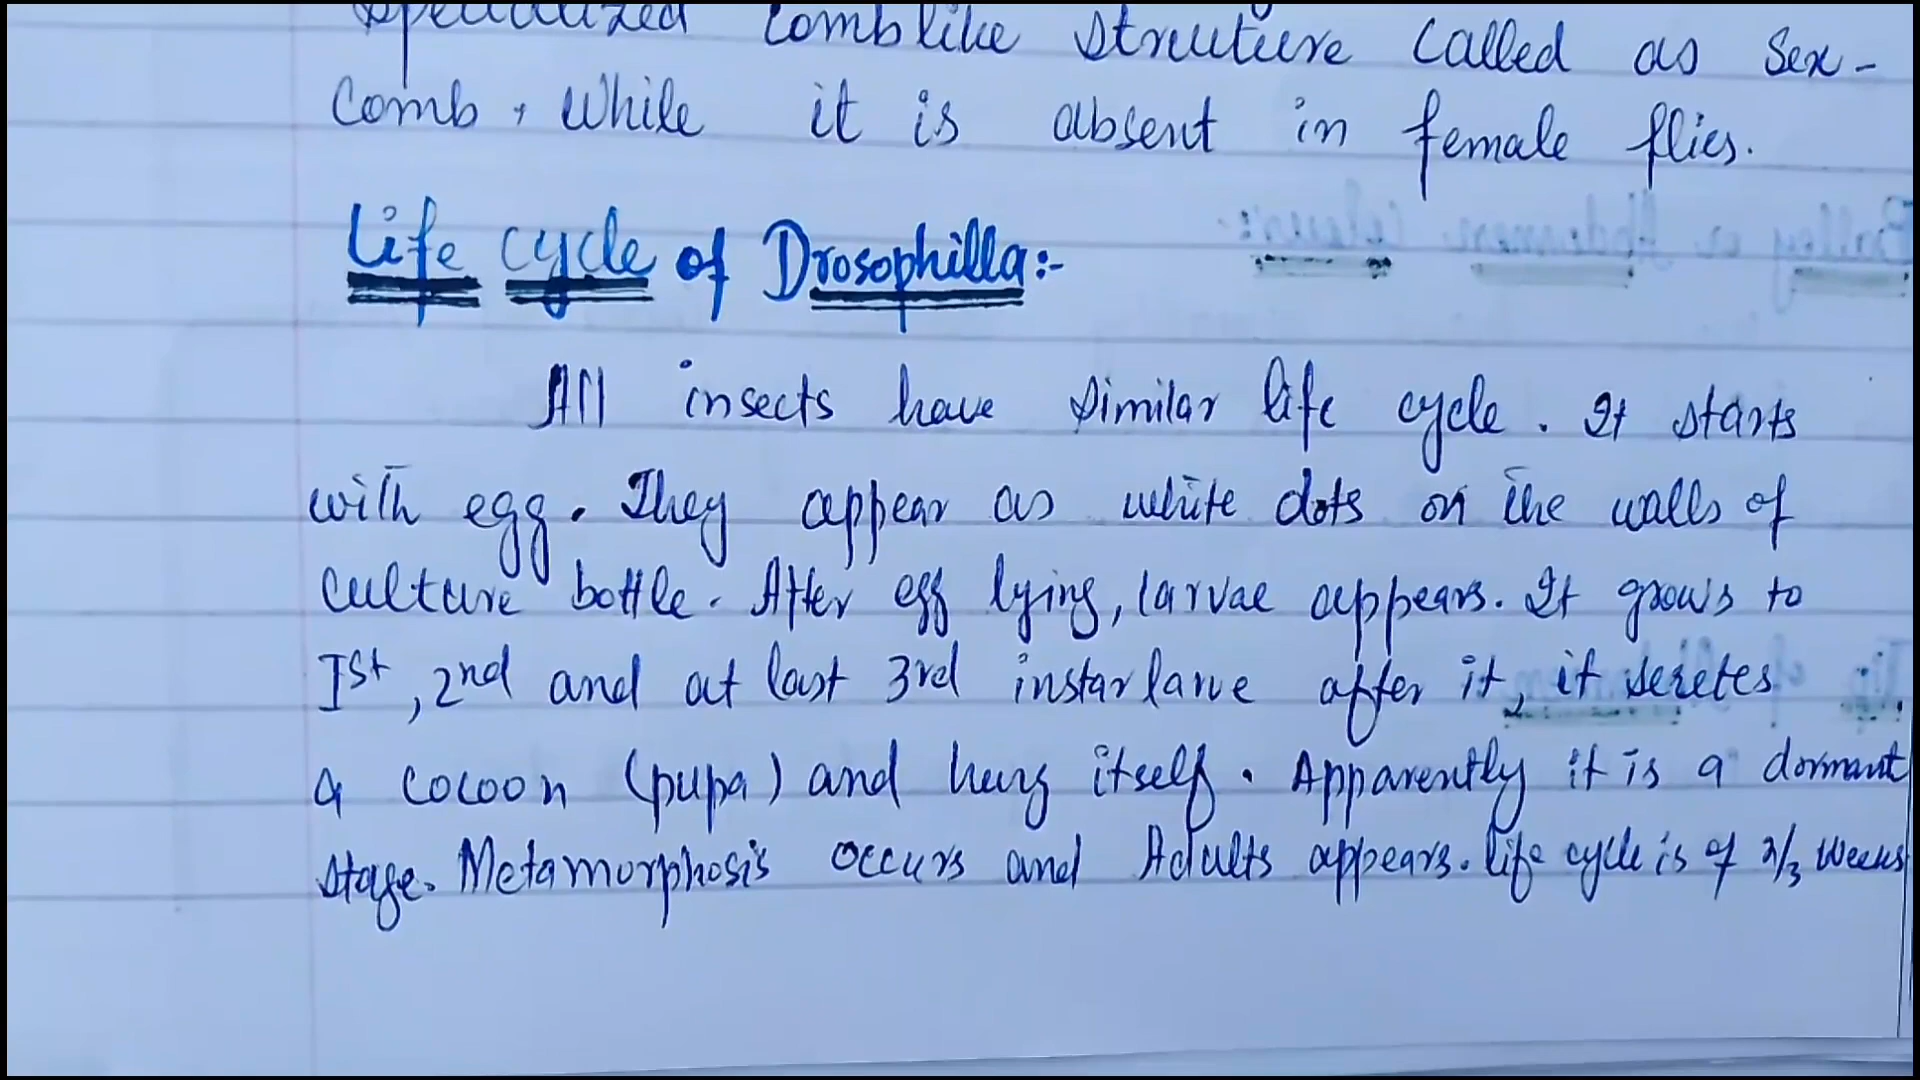 specialized comblike structure called as sex-
comb, while it is absent in female flies.
Life cycle of Drosophilla:-
All insects have similar life cycle. It starts
with egg. They appear as white dots on the walls of
culture bottle. After egg lying, larvae appears. It grows to
Ist, 2nd and at last 3rd instar larve after it, it seretes
a cocoon (pupa) and hung itself. Apparently it is a dormant
stage. Metamorphosis occurs and Adults appears. life cycle is of 2/3 weeks